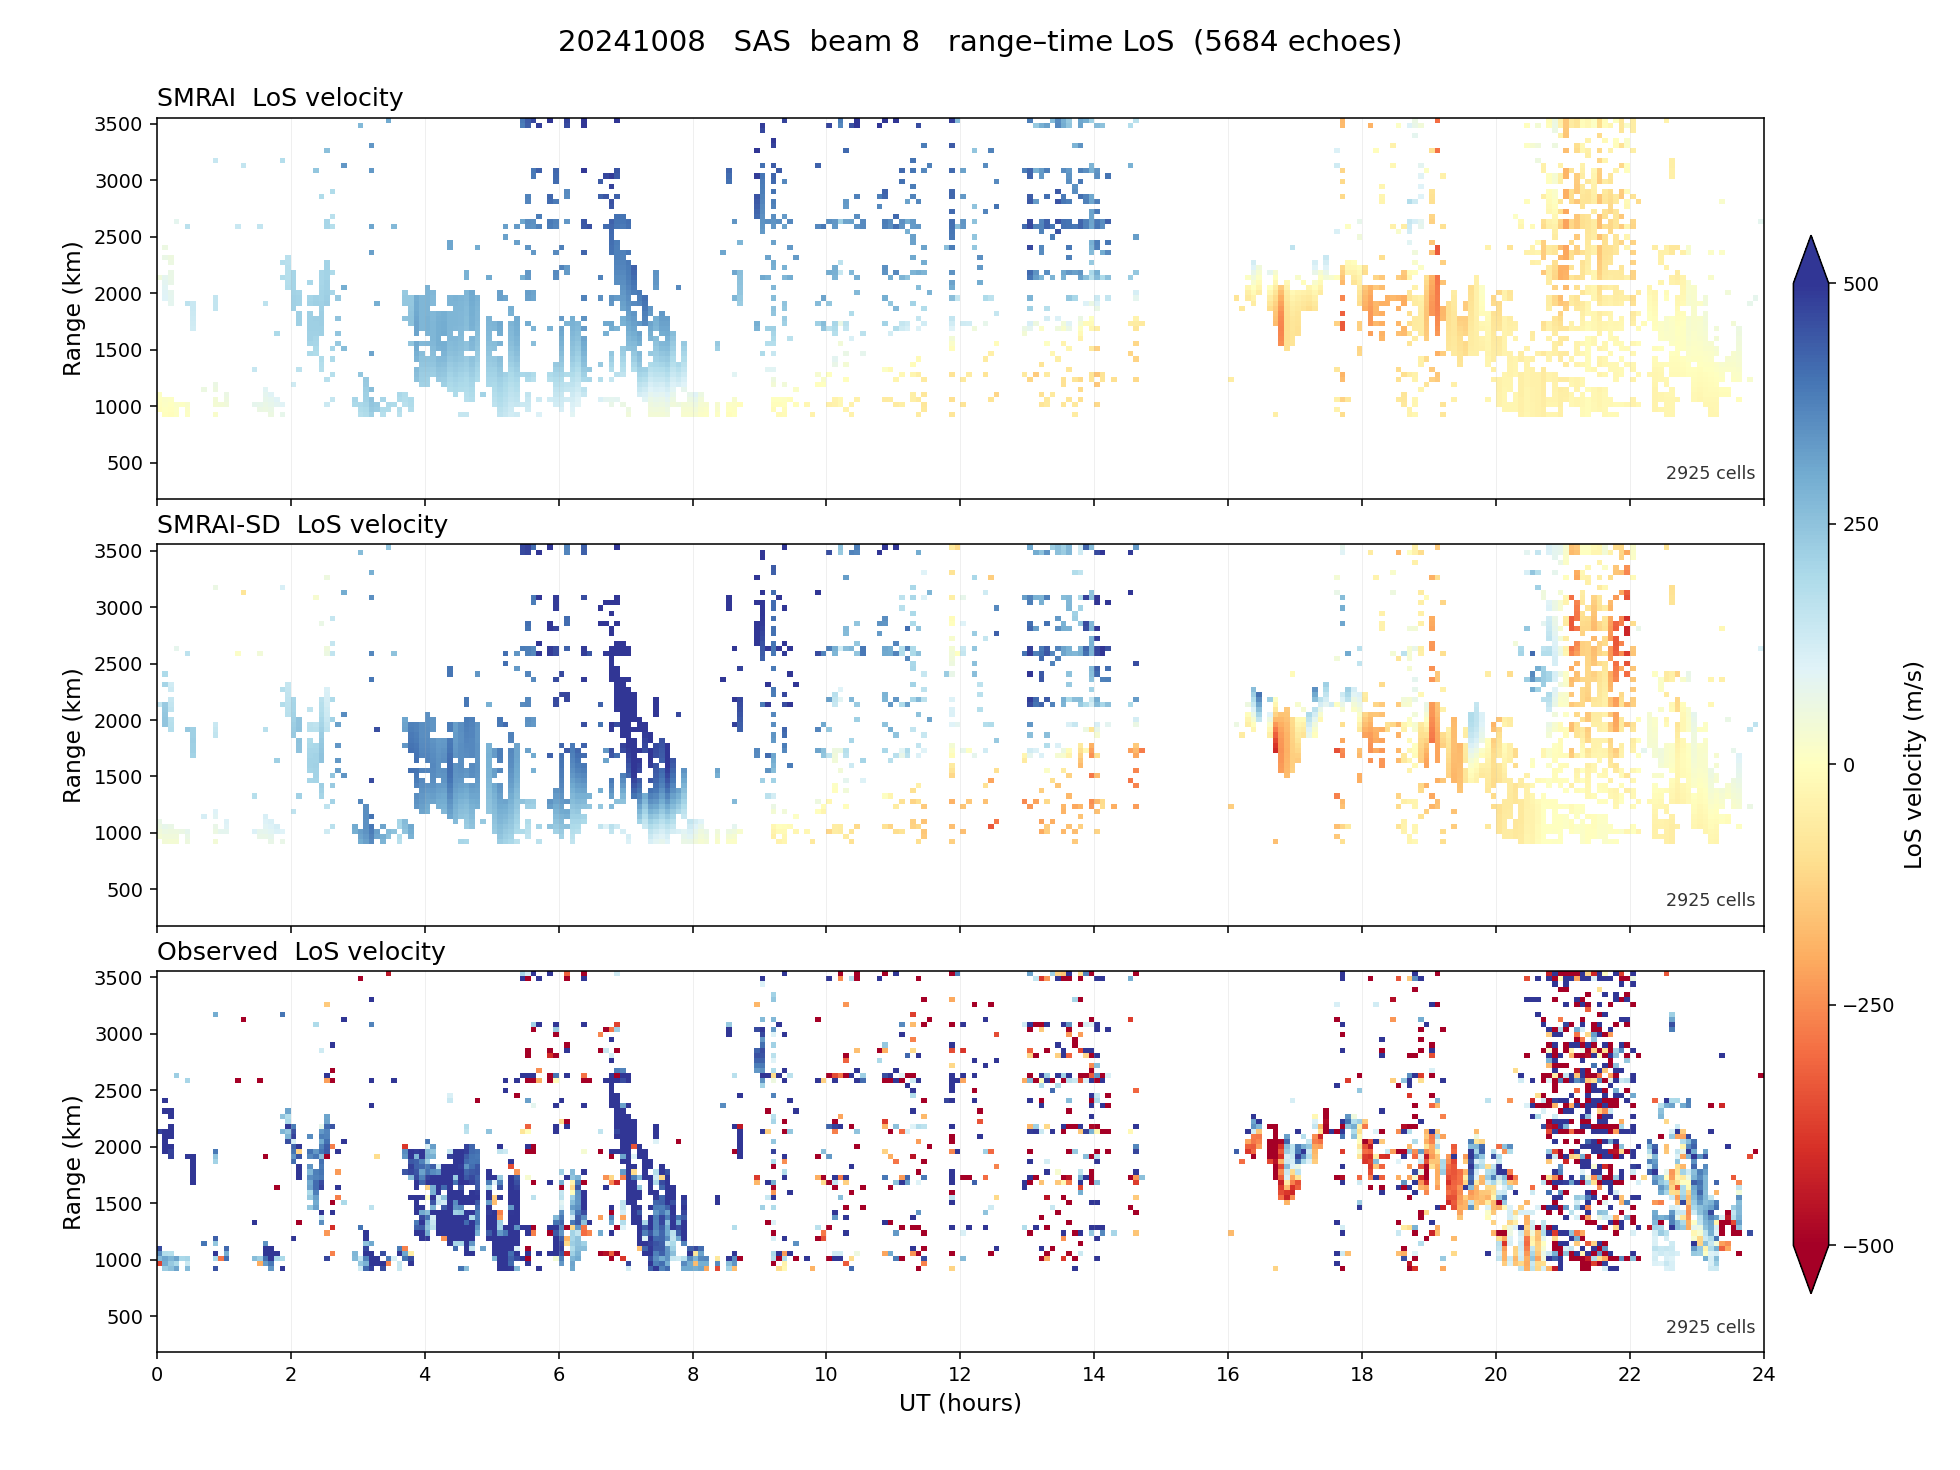 20241008 SAS beam 8 range–time LoS (5684 echoes)
SMRAI LoS velocity
3500
3000
2500
2000
1500
1000
500
Range (km)
2925 cells
SMRAI-SD LoS velocity
3500
3000
2500
2000
1500
1000
500
Range (km)
2925 cells
Observed LoS velocity
3500
3000
2500
2000
1500
1000
500
Range (km)
2925 cells
0 2 4 6 8 10 12 14 16 18 20 22 24
UT (hours)
500
250
0
−250
−500
LoS velocity (m/s)